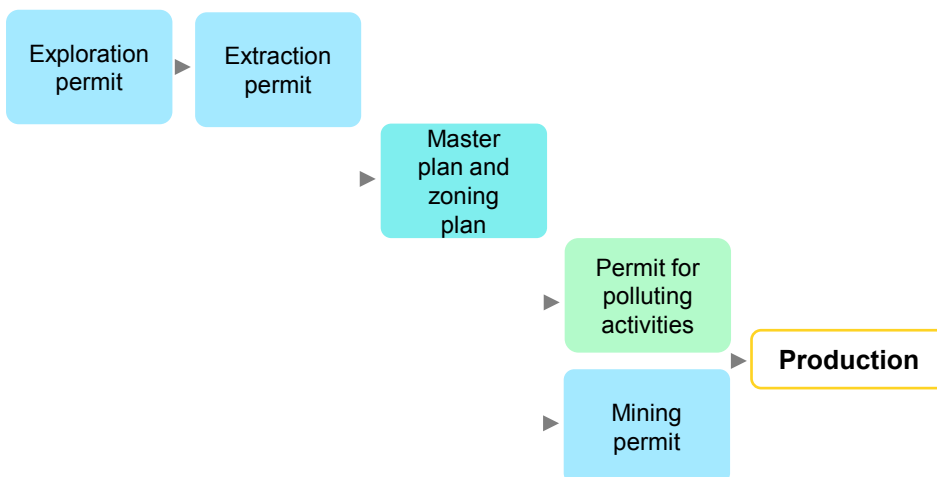 Exploration
permit
Extraction
permit
Master
plan and
zoning
plan
Permit for
polluting
activities
Production
Mining
permit